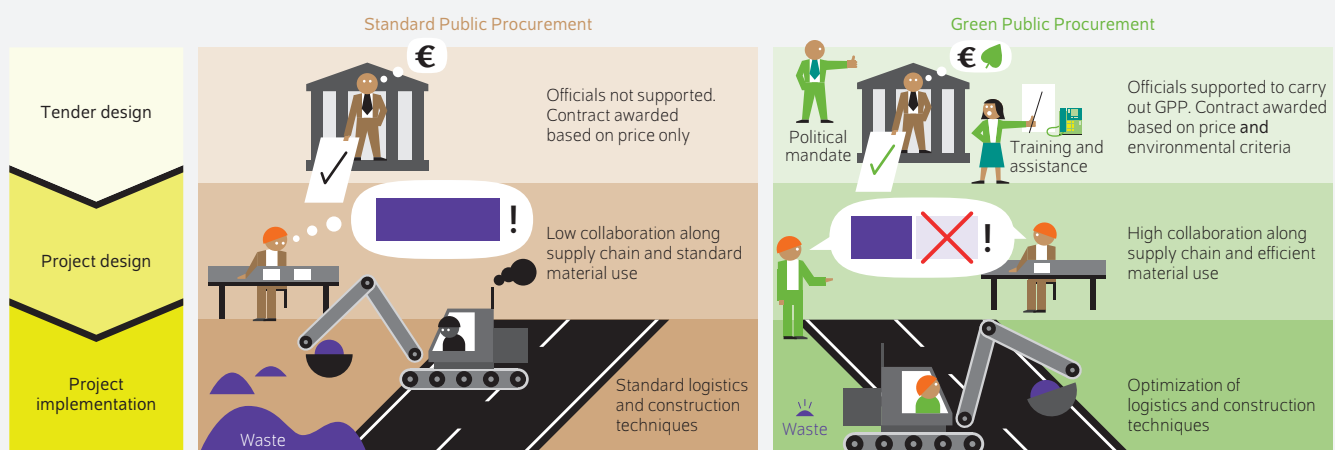 Standard Public Procurement
Green Public Procurement
Tender design
€
Officials not supported.
Contract awarded
based on price only
€
Political
mandate
Training and
assistance
Officials supported to carry
out GPP. Contract awarded
based on price and
environmental criteria
Project design
!
Low collaboration along
supply chain and standard
material use
!
High collaboration along
supply chain and efficient
material use
Project
implementation
Waste
Standard logistics
and construction
techniques
Waste
Optimization of
logistics and construction
techniques